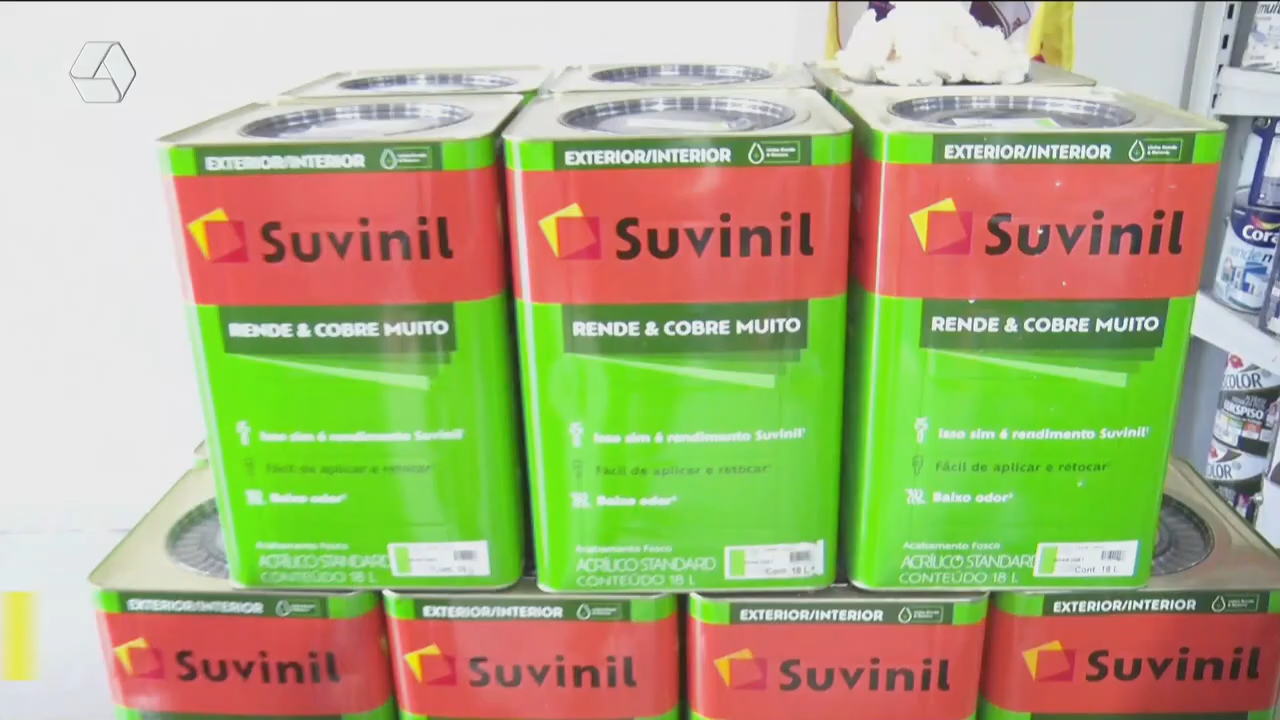 EXTERIOR/INTERIOR
Suvinil
RENDE & COBRE MUITO
Isso sim é rendimento Suvinil
Fácil de aplicar e retocar
Baixo odor
Acabamento Fosco
ACRÍLICO STANDARD
CONTEÚDO 18 L
EXTERIOR/INTERIOR
Suvinil
RENDE & COBRE MUITO
Isso sim é rendimento Suvinil
Fácil de aplicar e retocar
Baixo odor
Acabamento Fosco
ACRÍLICO STANDARD
Cont. 18 L
CONTEÚDO 18 L
EXTERIOR/INTERIOR
Suvinil
RENDE & COBRE MUITO
Isso sim é rendimento Suvinil
Fácil de aplicar e retocar
Baixo odor
Acabamento Fosco
ACRÍLICO STANDARD
Cont. 18 L
CONTEÚDO 18 L
EXTERIOR/INTERIOR
Suvinil
EXTERIOR/INTERIOR
Suvinil
EXTERIOR/INTERIOR
Suvinil
EXTERIOR/INTERIOR
Suvinil
Cora
COLOR